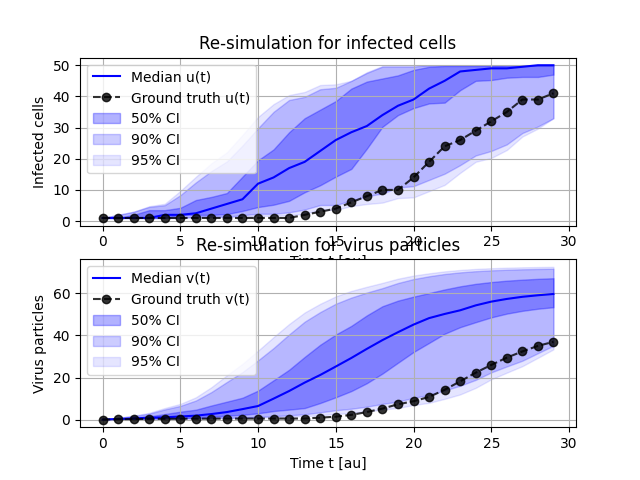 Re-simulation for infected cells
50
40
30
20
10
0
Infected cells
Median u(t)
Ground truth u(t)
50% CI
90% CI
95% CI
0 5 10 15 20 25 30
Time t [au]
Re-simulation for virus particles
60
40
20
0
Virus particles
Median v(t)
Ground truth v(t)
50% CI
90% CI
95% CI
0 5 10 15 20 25 30
Time t [au]